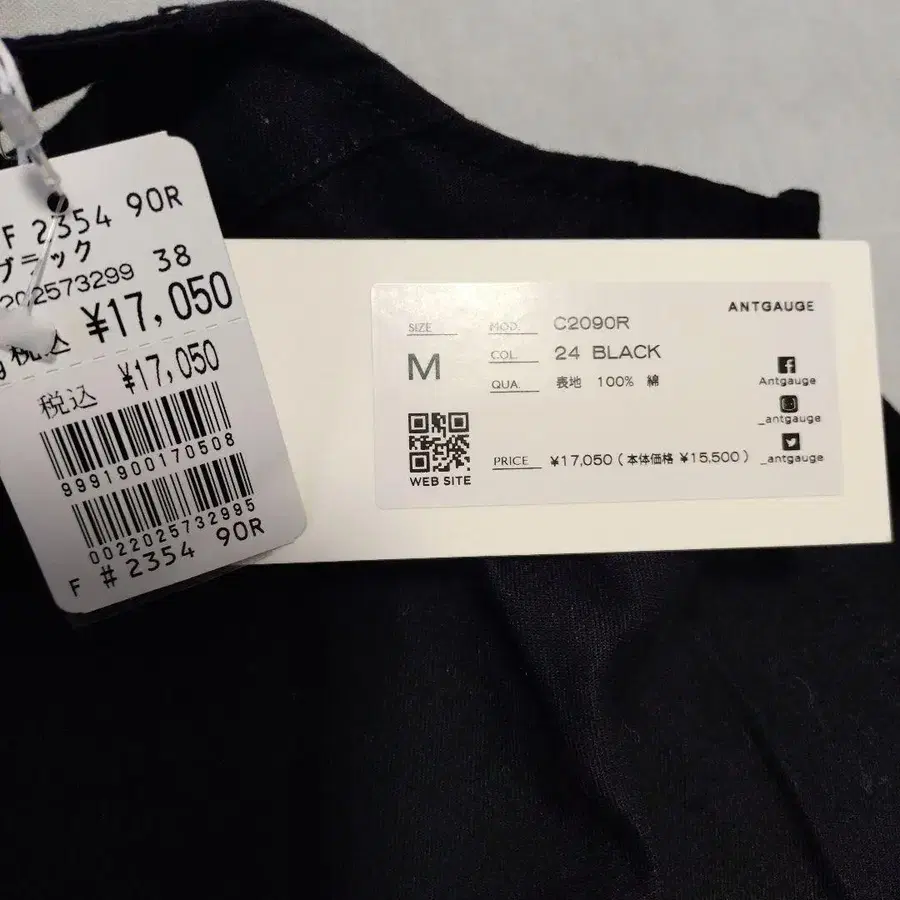 F 2354 90R
ブラック 38
202573299
¥17,050
税込
税込 ¥17,050
9991900170508
0022025732995
F # 2354 90R
ANTGAUGE
SIZE
M
MOD. C2090R
COL. 24 BLACK
QUA. 表地 100% 綿
PRICE ¥17,050 (本体価格 ¥15,500)
WEB SITE
Antgauge
_antgauge
_antgauge